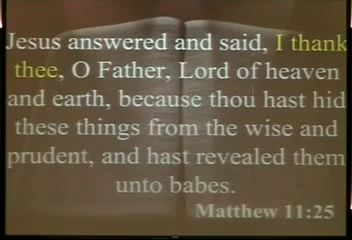 Jesus answered and said, I thank
thee, O Father, Lord of heaven
and earth, because thou hast hid
these things from the wise and
prudent, and hast revealed them
unto babes.
Matthew 11:25